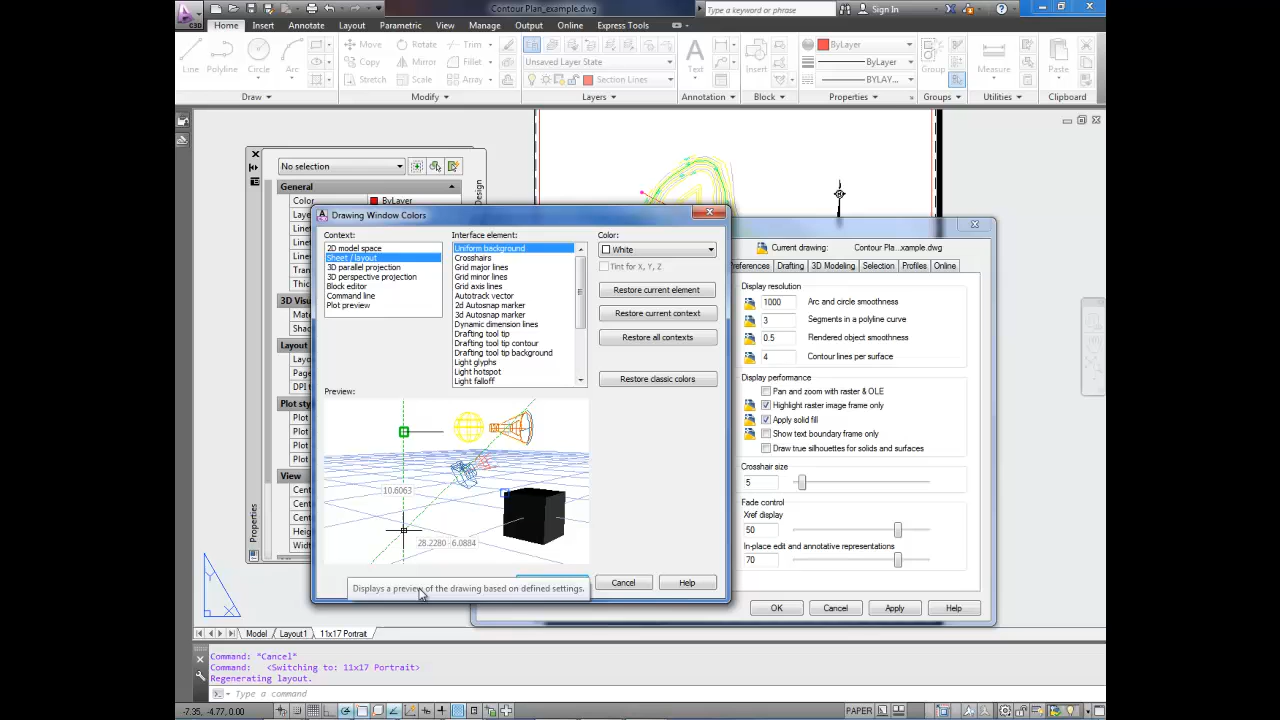 Contour Plan_example.dwg
Type a keyword or phrase
Sign In
C3D
Home Insert Annotate Layout Parametric View Manage Output Online Express Tools
Line Polyline Circle Arc
Move Rotate Trim
Copy Mirror Fillet
Stretch Scale Array
Unsaved Layer State
Section Lines
Text
Insert
ByLayer
ByLayer
BYLAY...
Group
Measure
Paste
Draw Modify Layers Annotation Block Properties Groups Utilities Clipboard
No selection
General
Color ByLayer
Design
Properties
Drawing Window Colors
Context:
2D model space
Sheet / layout
3D parallel projection
3D perspective projection
Block editor
Command line
Plot preview
Interface element:
Uniform background
Crosshairs
Grid major lines
Grid minor lines
Grid axis lines
Autotrack vector
2d Autosnap marker
3d Autosnap marker
Dynamic dimension lines
Drafting tool tip
Drafting tool tip contour
Drafting tool tip background
Light glyphs
Light hotspot
Light falloff
Color:
White
Tint for X, Y, Z
Restore current element
Restore current context
Restore all contexts
Restore classic colors
Preview:
10.6063
28.2280 - 6.0884
Displays a preview of the drawing based on defined settings.
Cancel Help
3D Visu
Layout
Plot style
View
Current drawing: Contour Pla...xample.dwg
references Drafting 3D Modeling Selection Profiles Online
Display resolution
1000 Arc and circle smoothness
3 Segments in a polyline curve
0.5 Rendered object smoothness
4 Contour lines per surface
Display performance
Pan and zoom with raster & OLE
Highlight raster image frame only
Apply solid fill
Show text boundary frame only
Draw true silhouettes for solids and surfaces
Crosshair size
5
Fade control
Xref display
50
In-place edit and annotative representations
70
OK Cancel Apply Help
Y
X
Model Layout1 11x17 Portrait
Command: *Cancel*
Command: <Switching to: 11x17 Portrait>
Regenerating layout.
Type a command
-7.35, -4.77, 0.00
PAPER